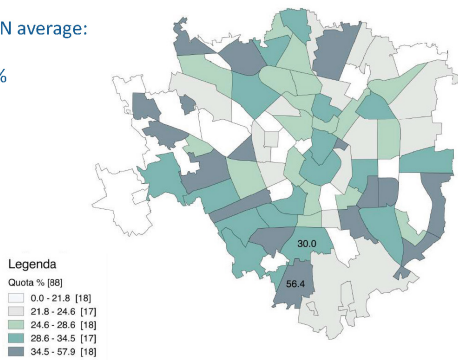 N average:
%
30.0
56.4
Legenda
Quota % [88]
0.0 - 21.8 [18]
21.8 - 24.6 [17]
24.6 - 28.6 [18]
28.6 - 34.5 [17]
34.5 - 57.9 [18]